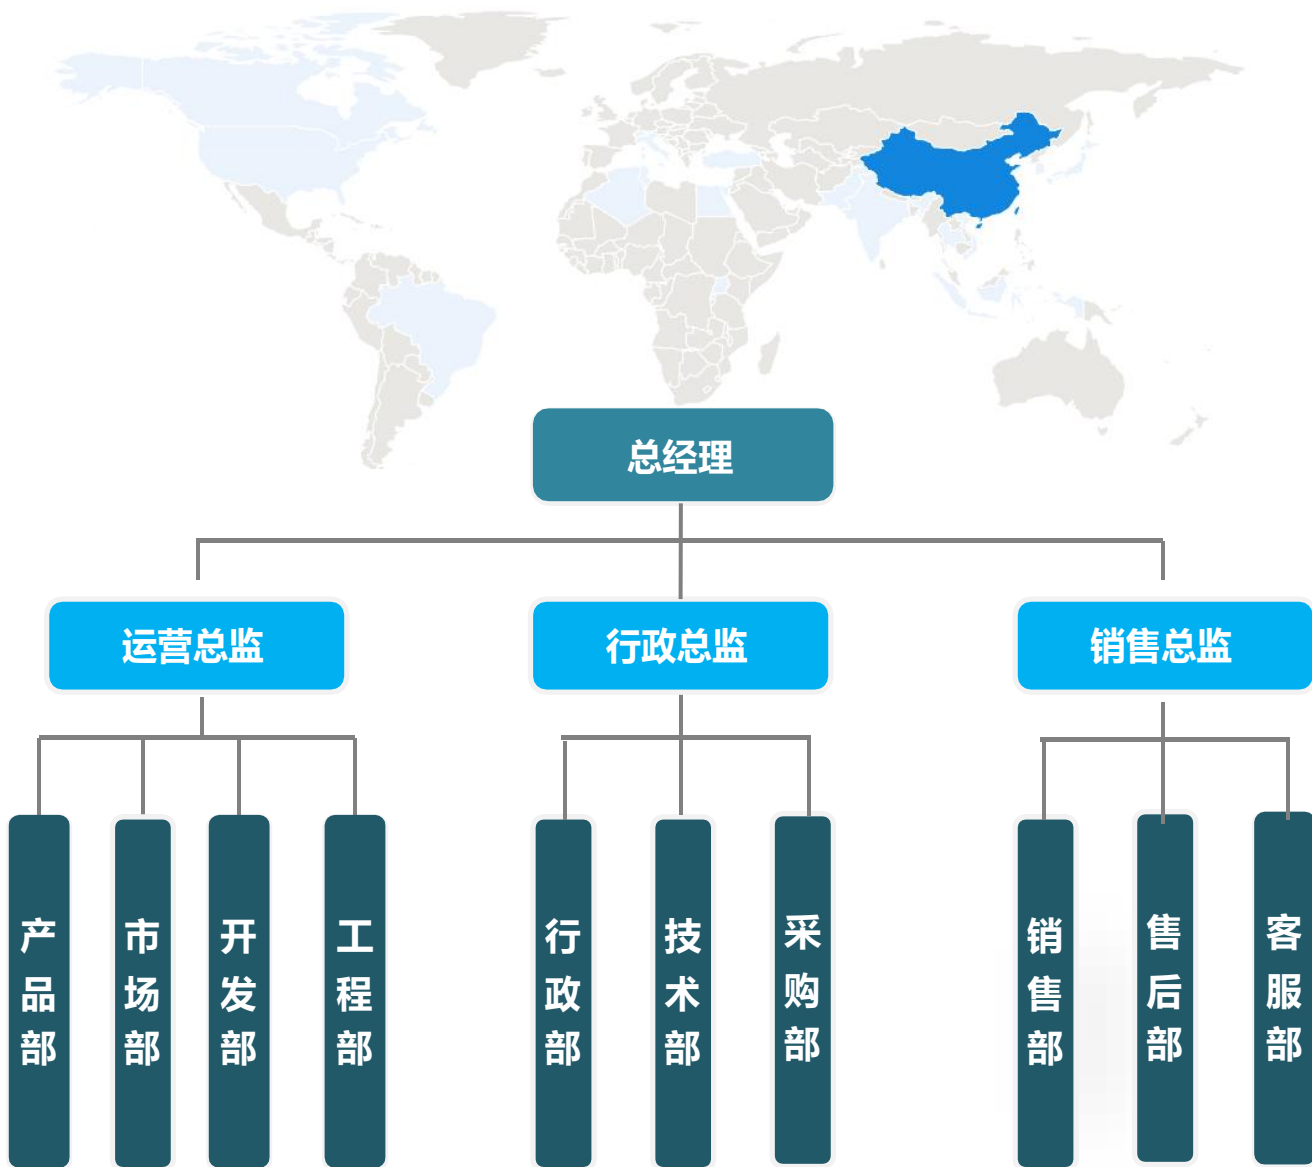 总经理
运营总监
行政总监
销售总监
产品部
市场部
开发部
工程部
行政部
技术部
采购部
销售部
售后部
客服部